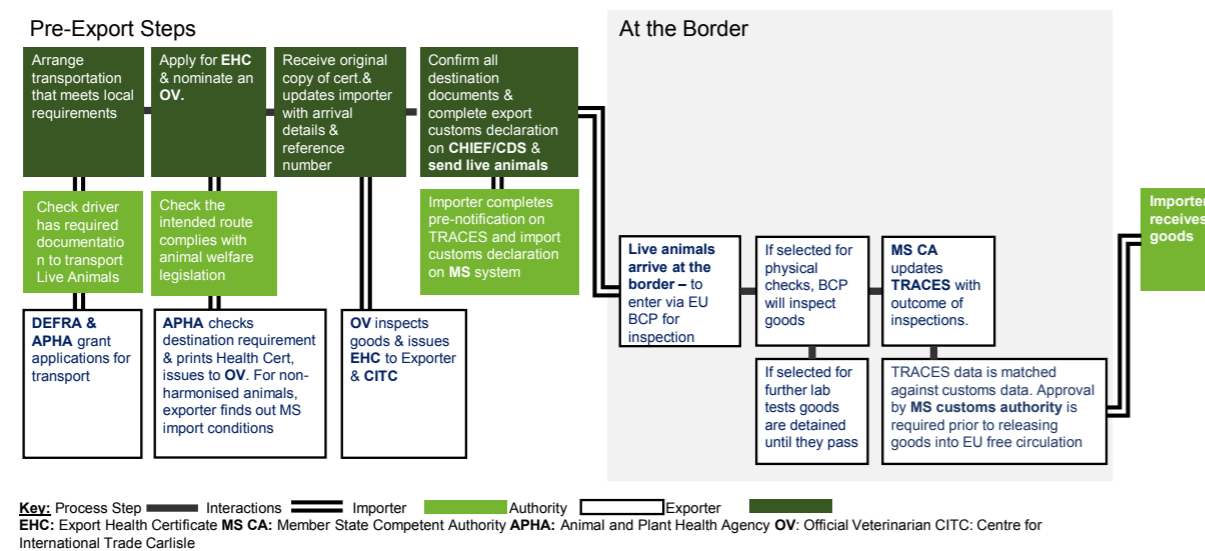 Pre-Export Steps
At the Border
Arrange
transportation
that meets local
requirements
Apply for EHC
& nominate an
OV.
Receive original
copy of cert.&
updates importer
with arrival
details &
reference
number
Confirm all
destination
documents &
complete export
customs declaration
on CHIEF/CDS &
send live animals
Check driver
has required
documentatio
n to transport
Live Animals
Check the
intended route
complies with
animal welfare
legislation
Importer completes
pre-notification on
TRACES and import
customs declaration
on MS system
DEFRA &
APHA grant
applications for
transport
APHA checks
destination requirement
& prints Health Cert,
issues to OV. For non-
harmonised animals,
exporter finds out MS
import conditions
OV inspects
goods & issues
EHC to Exporter
& CITC
Live animals
arrive at the
border – to
enter via EU
BCP for
inspection
If selected for
physical
checks, BCP
will inspect
goods
MS CA
updates
TRACES with
outcome of
inspections.
If selected for
further lab
tests goods
are detained
until they pass
TRACES data is matched
against customs data. Approval
by MS customs authority is
required prior to releasing
goods into EU free circulation
Importer
receives
goods
Key: Process Step Interactions Importer Authority Exporter
EHC: Export Health Certificate MS CA: Member State Competent Authority APHA: Animal and Plant Health Agency OV: Official Veterinarian CITC: Centre for
International Trade Carlisle